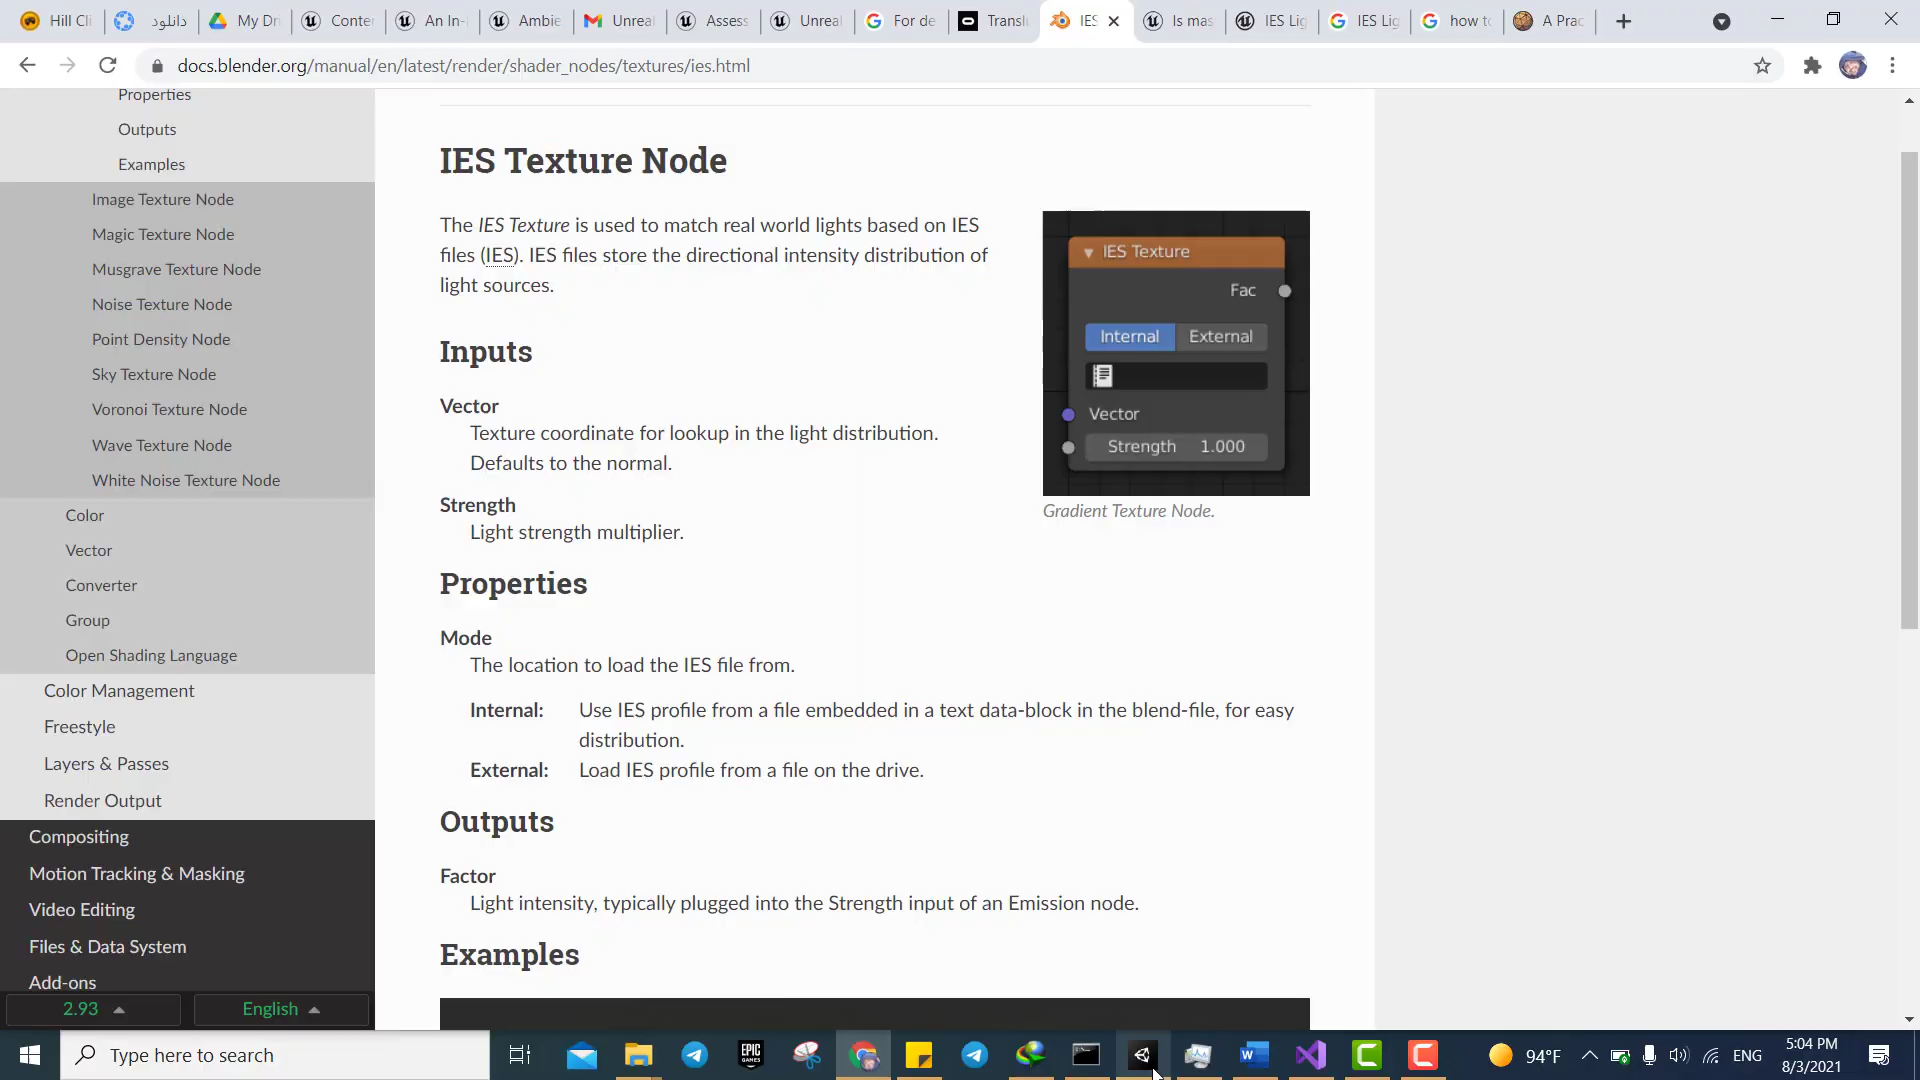 Hill Cli
دانلود
My Dri
Conter
An In-
Ambie
Unreal
Assess
Unreal
For de
Transl
IES
Is mas
IES Lig
IES Lig
how to
A Prac
docs.blender.org/manual/en/latest/render/shader_nodes/textures/ies.html
Properties
Outputs
Examples
Image Texture Node
Magic Texture Node
Musgrave Texture Node
Noise Texture Node
Point Density Node
Sky Texture Node
Voronoi Texture Node
Wave Texture Node
White Noise Texture Node
Color
Vector
Converter
Group
Open Shading Language
Color Management
Freestyle
Layers & Passes
Render Output
Compositing
Motion Tracking & Masking
Video Editing
Files & Data System
Add-ons
2.93
English
IES Texture Node
The IES Texture is used to match real world lights based on IES
files (IES). IES files store the directional intensity distribution of
light sources.
IES Texture
Fac
Internal External
Vector
Strength 1.000
Gradient Texture Node.
Inputs
Vector
Texture coordinate for lookup in the light distribution.
Defaults to the normal.
Strength
Light strength multiplier.
Properties
Mode
The location to load the IES file from.
Internal: Use IES profile from a file embedded in a text data-block in the blend-file, for easy
distribution.
External: Load IES profile from a file on the drive.
Outputs
Factor
Light intensity, typically plugged into the Strength input of an Emission node.
Examples
Type here to search
EPIC
GAMES
94°F
ENG
5:04 PM
8/3/2021